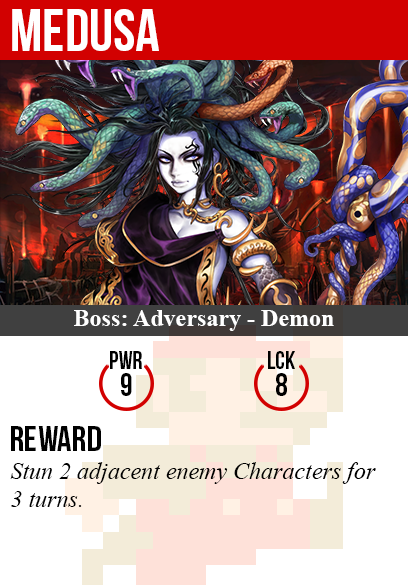 MEDUSA
Boss: Adversary - Demon
PWR LCK
9 8
REWARD
Stun 2 adjacent enemy Characters for
3 turns.